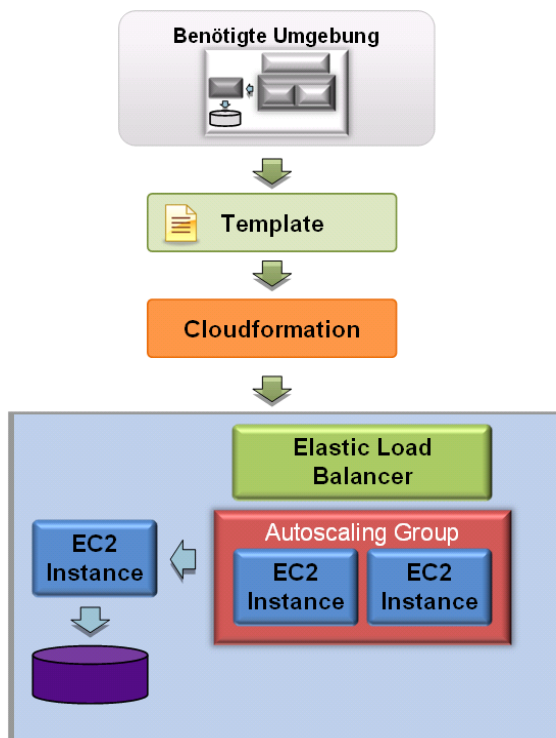 Benötigte Umgebung
Template
Cloudformation
Elastic Load
Balancer
Autoscaling Group
EC2
Instance
EC2
Instance
EC2
Instance